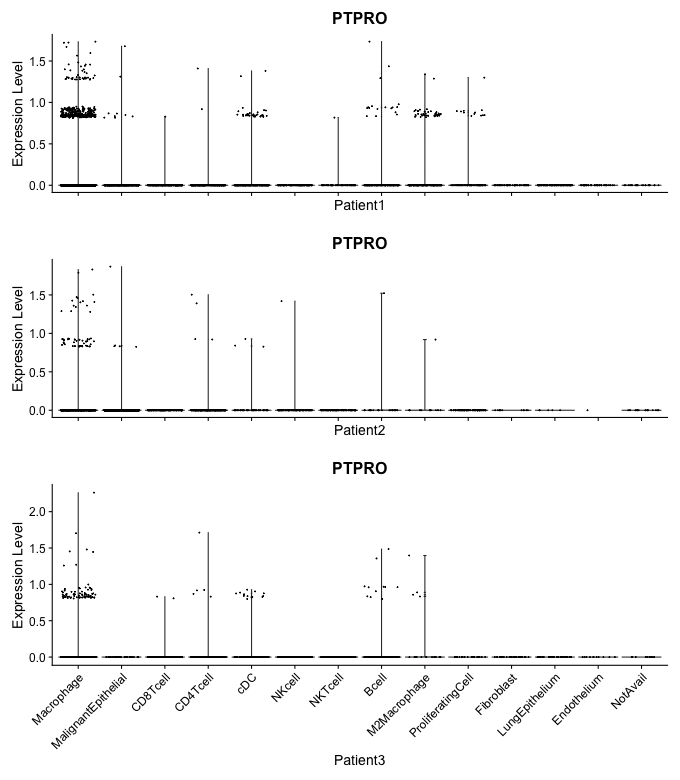 PTPRO
Expression Level
1.5
1.0
0.5
0.0
Patient1
PTPRO
Expression Level
1.5
1.0
0.5
0.0
Patient2
PTPRO
Expression Level
2.0
1.5
1.0
0.5
0.0
Macrophage
MalignantEpithelial
CD8Tcell
CD4Tcell
cDC
NKcell
NKTcell
Bcell
M2Macrophage
ProliferatingCell
Fibroblast
LungEpithelium
Endothelium
NotAvail
Patient3